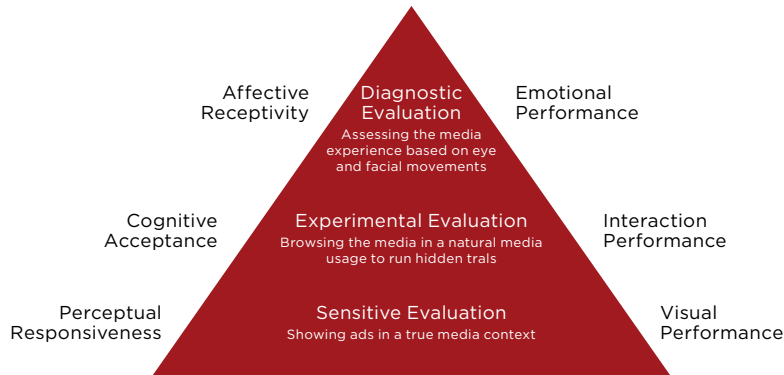 Affective
Receptivity
Diagnostic
Evaluation
Assessing the media
experience based on eye
and facial movements
Emotional
Performance
Cognitive
Acceptance
Experimental Evaluation
Browsing the media in a natural media
usage to run hidden trals
Interaction
Performance
Perceptual
Responsiveness
Sensitive Evaluation
Showing ads in a true media context
Visual
Performance